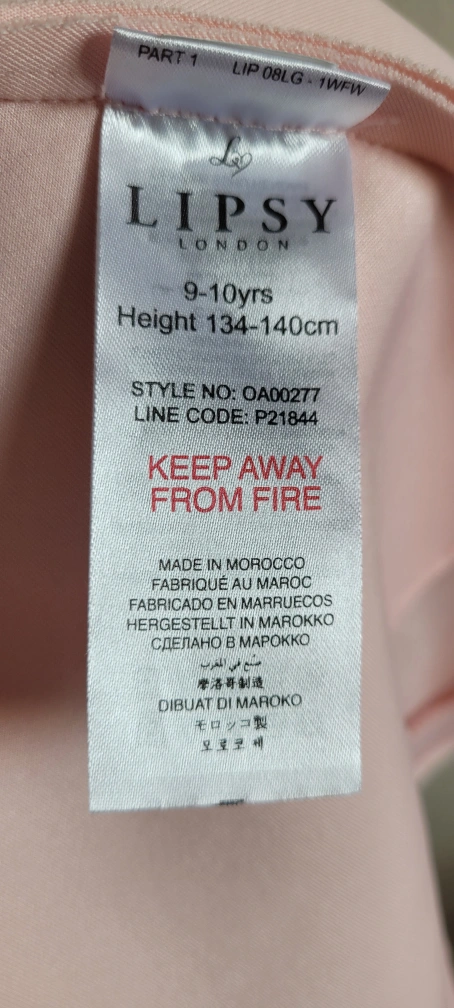 PART 1 LIP 08LG - 1WFW
LIPSY
LONDON
9-10yrs
Height 134-140cm
STYLE NO: OA00277
LINE CODE: P21844
KEEP AWAY
FROM FIRE
MADE IN MOROCCO
FABRIQUÉ AU MAROC
FABRICADO EN MARRUECOS
HERGESTELLT IN MAROKKO
СДЕЛАНО В МАРОККО
صنع في المغرب
摩洛哥制造
DIBUAT DI MAROKO
モロッコ製
모로코 제